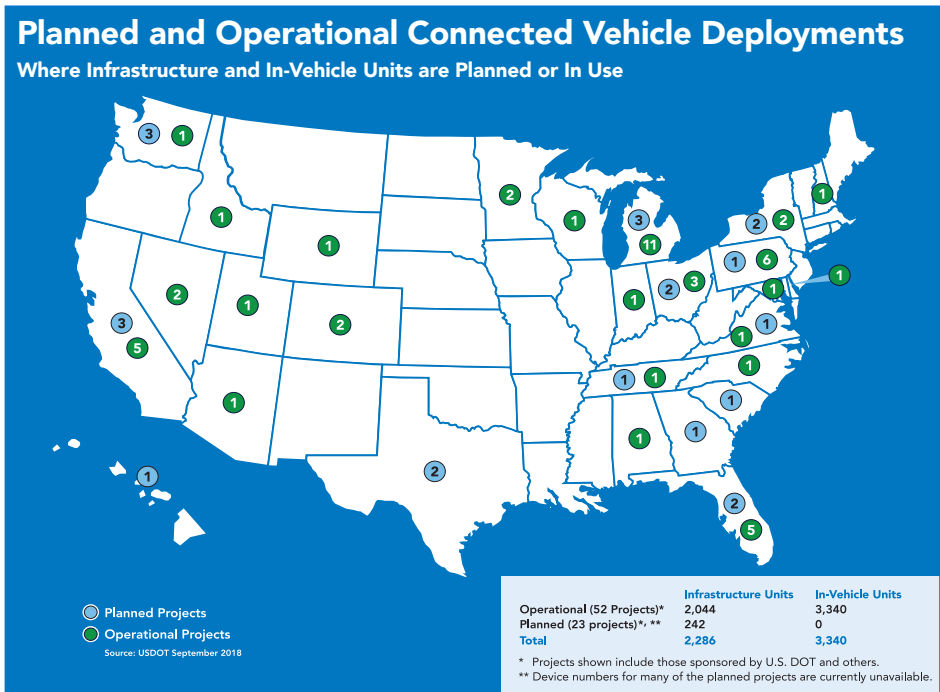 Planned and Operational Connected Vehicle Deployments
Where Infrastructure and In-Vehicle Units are Planned or In Use
3 1
2
1
3
1
2 2
1
11
1
1 6
1
2 3
1
1
2
1
1
3
2
1
5
1
1
1 1
1
1
1
1
2
1
2
5
Planned Projects
Operational Projects
Source: USDOT September 2018
Infrastructure Units In-Vehicle Units
Operational (52 Projects)* 2,044 3,340
Planned (23 projects)*, ** 242 0
Total 2,286 3,340
* Projects shown include those sponsored by U.S. DOT and others.
** Device numbers for many of the planned projects are currently unavailable.